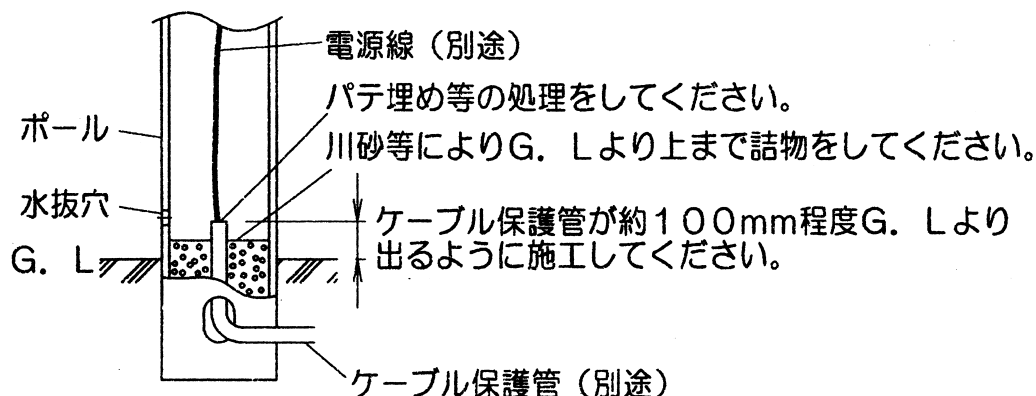 電源線（別途）
パテ埋め等の処理をしてください。
ポール
川砂等によりG．Lより上まで詰物をしてください。
水抜穴
ケーブル保護管が約１００mm程度G．Lより
出るように施工してください。
G．L
ケーブル保護管（別途）